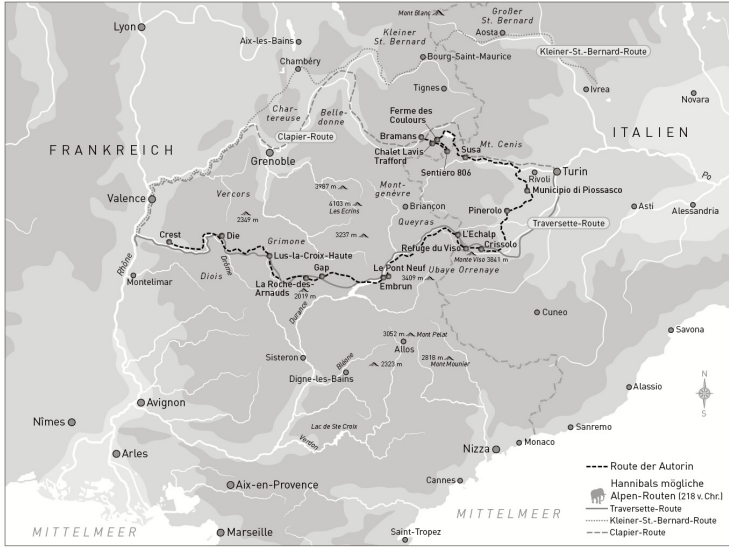 Mont Blanc
Großer
St. Bernard
Lyon
Kleiner
St. Bernard
Aosta
Aix-les-Bains
Kleiner-St.-Bernard-Route
Bourg-Saint-Maurice
Chambéry
Tignes
Ivrea
Novara
Char-
tereuse
Belle-
donne
Ferme des
Coulours
Bramans
Mt. Cenis
ITALIEN
FRANKREICH
Clapier-Route
Chalet Lavis
Trafford
Susa
Grenoble
Sentiero 806
Rivoli
Turin
Po
Municipio di Piossasco
Valence
Vercors
3987 m
Mont-
genèvre
4103 m
Les Ecrins
Briançon
Asti
Alessandria
2349 m
Pinerolo
Queyras
Traversette-Route
Crest
Die
3237 m
L'Echalp
Grimone
Refuge du Viso
Crissolo
Rhône
Drôme
Lus-la-Croix-Haute
Monte Viso 3841 m
Diois
Gap
Le Pont Neuf
Ubaye Orrenaye
Montelimar
La Roche-des-
Arnauds
Embrun
3409 m
2019 m
Durance
Cuneo
3052 m
Mont Pelat
Savona
Sisteron
Bléone
Allos
2818 m
Mont Mounier
2323 m
Digne-les-Bains
N
S
Alassio
Avignon
Lac de Ste Croix
Nîmes
Verdon
Sanremo
Nizza
Monaco
Arles
Route der Autorin
Aix-en-Provence
Cannes
Hannibals mögliche
Alpen-Routen (218 v. Chr.)
Traversette-Route
Kleiner-St.-Bernard-Route
Clapier-Route
MITTELMEER
MITTELMEER
Marseille
Saint-Tropez